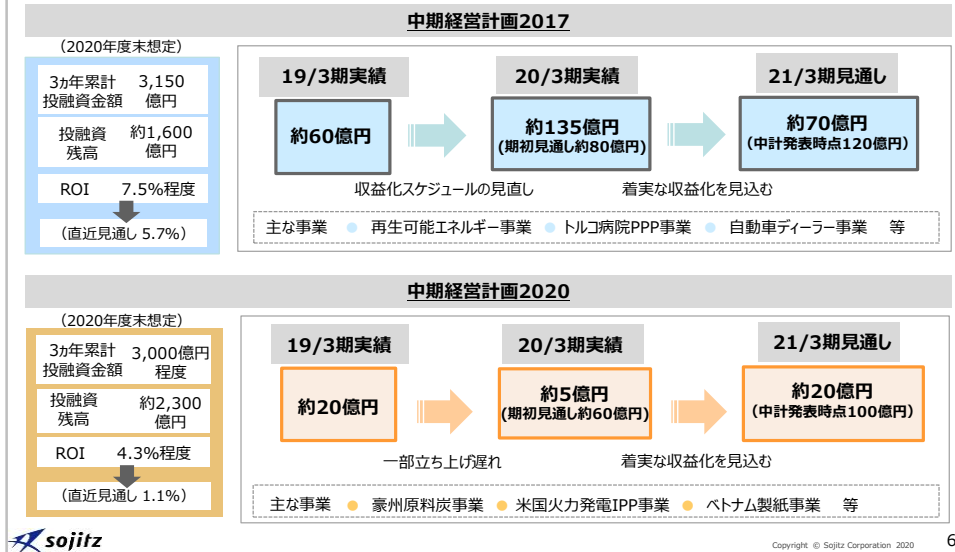 中期経営計画2017
（2020年度末想定）
3ヵ年累計 3,150
投融資金額 億円
投融資 約1,600
残高 億円
ROI 7.5%程度
（直近見通し 5.7%）
19/3期実績 20/3期実績 21/3期見通し
約60億円
約135億円
(期初見通し約80億円)
約70億円
（中計発表時点120億円）
収益化スケジュールの見直し 着実な収益化を見込む
主な事業 ● 再生可能エネルギー事業 ● トルコ病院PPP事業 ● 自動車ディーラー事業 等
中期経営計画2020
（2020年度末想定）
3ヵ年累計 3,000億円
投融資金額 程度
投融資 約2,300
残高 億円
ROI 4.3%程度
（直近見通し 1.1%）
19/3期実績 20/3期実績 21/3期見通し
約20億円
約5億円
(期初見通し約60億円)
約20億円
（中計発表時点100億円）
一部立ち上げ遅れ 着実な収益化を見込む
主な事業 ● 豪州原料炭事業 ● 米国火力発電IPP事業 ● ベトナム製紙事業 等
sojitz
Copyright © Sojitz Corporation 2020 6